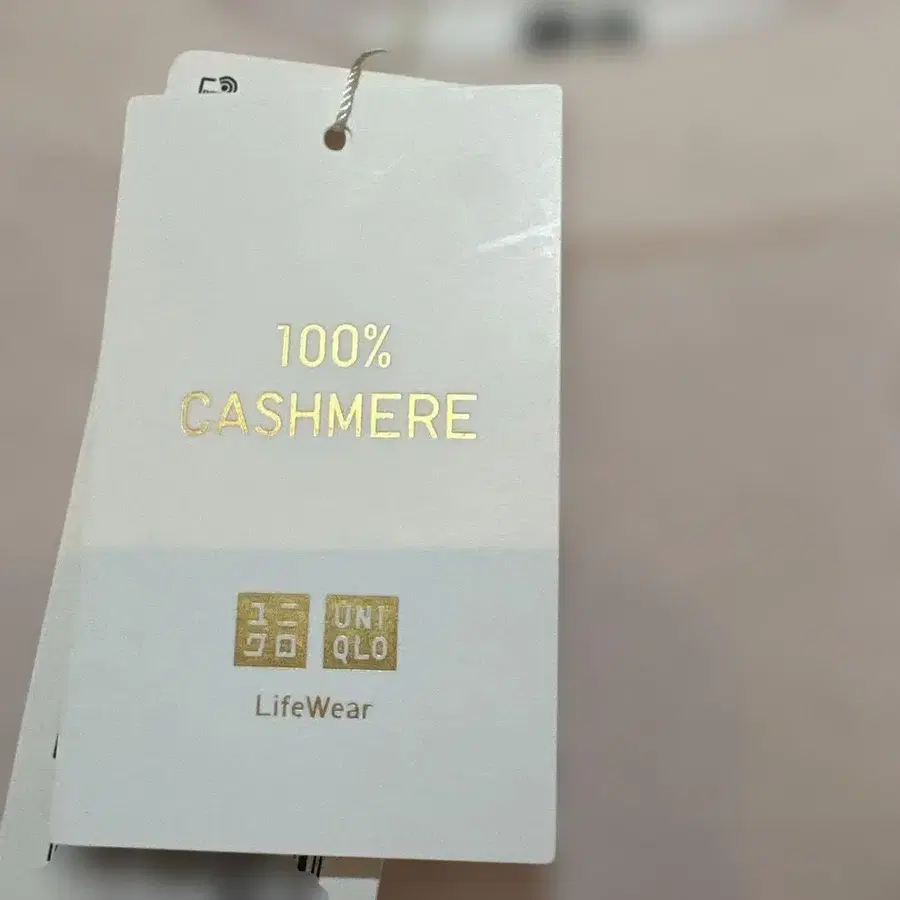 100%
CASHMERE
ユニ UNI
クロ QLO
LifeWear